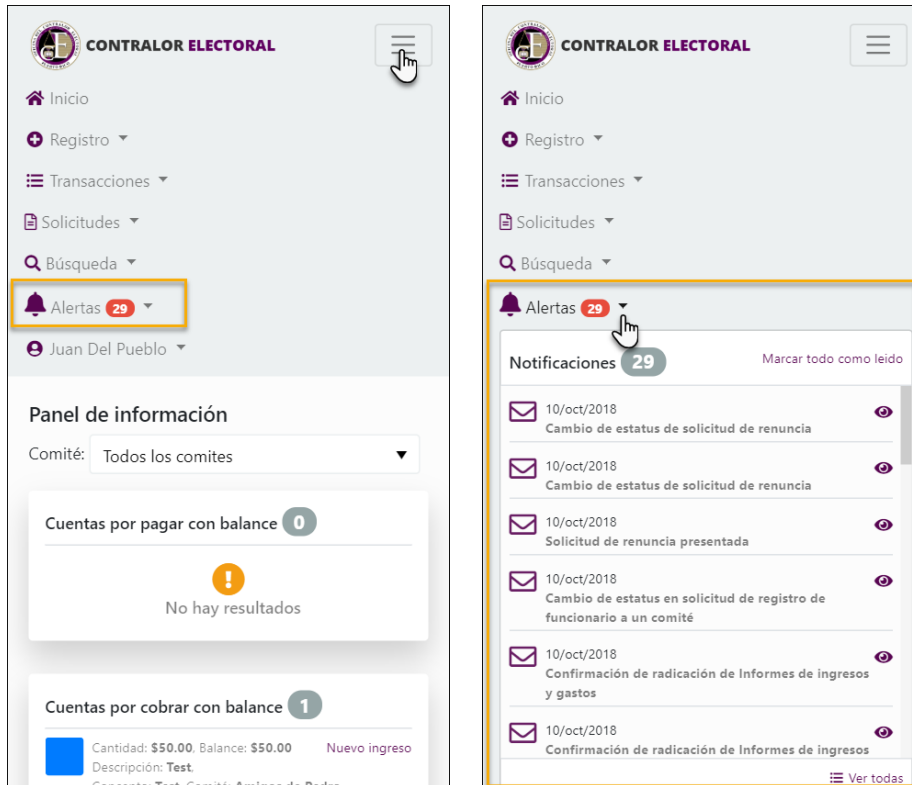 CONTRALOR ELECTORAL
Inicio
Registro
Transacciones
Solicitudes
Búsqueda
Alertas 29
Juan Del Pueblo
Panel de información
Comité: Todos los comites
Cuentas por pagar con balance 0
No hay resultados
Cuentas por cobrar con balance 1
Cantidad: $50.00, Balance: $50.00 Nuevo ingreso
Descripción: Test,
CONTRALOR ELECTORAL
Inicio
Registro
Transacciones
Solicitudes
Búsqueda
Alertas 29
Notificaciones 29 Marcar todo como leido
10/oct/2018
Cambio de estatus de solicitud de renuncia
10/oct/2018
Cambio de estatus de solicitud de renuncia
10/oct/2018
Solicitud de renuncia presentada
10/oct/2018
Cambio de estatus en solicitud de registro de
funcionario a un comité
10/oct/2018
Confirmación de radicación de Informes de ingresos
y gastos
10/oct/2018
Confirmación de radicación de Informes de ingresos
Ver todas